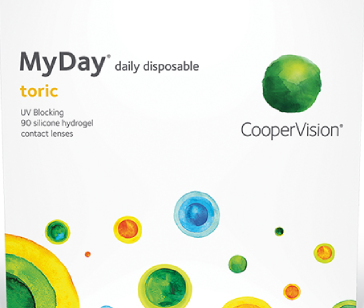 MyDay® daily disposable
toric
UV Blocking
90 silicone hydrogel
contact lenses
CooperVision®